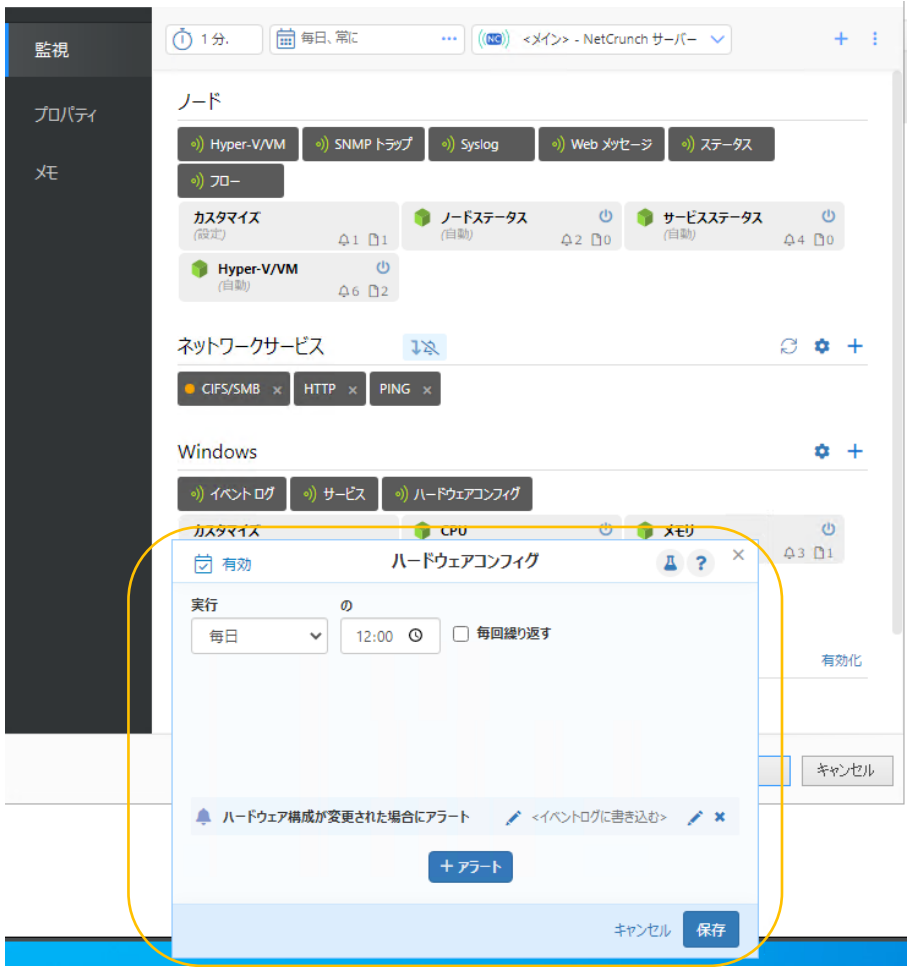 監視
プロパティ
メモ
1 分.
毎日、常に
<メイン> - NetCrunch サーバー
ノード
Hyper-V/VM
SNMP トラップ
Syslog
Web メッセージ
ステータス
フロー
カスタマイズ
(設定)
1 1
ノードステータス
(自動)
2 0
サービスステータス
(自動)
4 0
Hyper-V/VM
(自動)
6 2
ネットワークサービス
CIFS/SMB ×
HTTP ×
PING ×
Windows
イベントログ
サービス
ハードウェアコンフィグ
カスタマイズ
CPU
メモリ
3 1
有効
ハードウェアコンフィグ
実行
の
毎日
12:00
毎回繰り返す
有効化
キャンセル
ハードウェア構成が変更された場合にアラート
<イベントログに書き込む>
+ アラート
キャンセル
保存